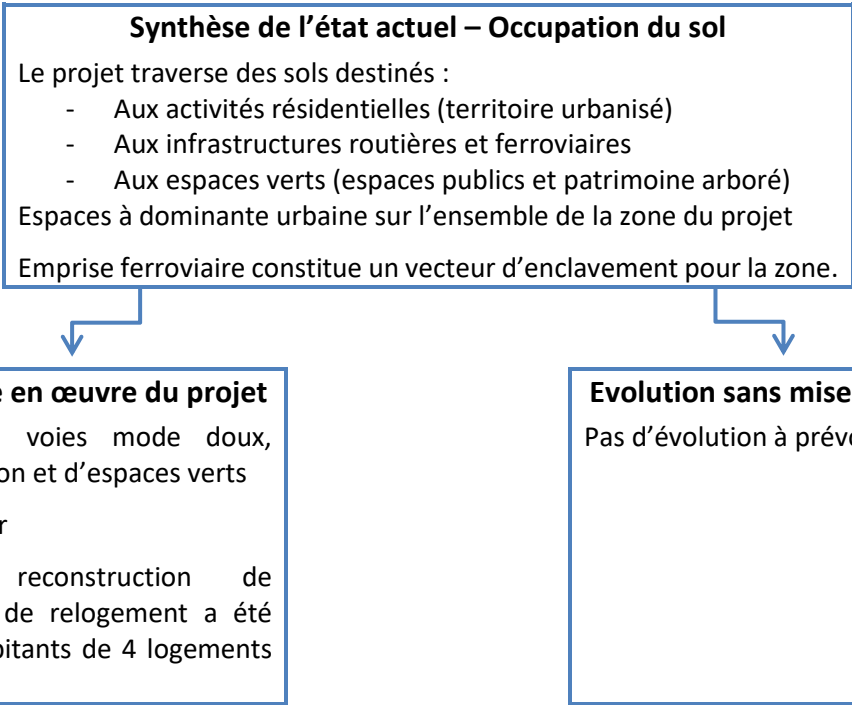 Synthèse de l’état actuel – Occupation du sol
Le projet traverse des sols destinés :
- Aux activités résidentielles (territoire urbanisé)
- Aux infrastructures routières et ferroviaires
- Aux espaces verts (espaces publics et patrimoine arboré)
Espaces à dominante urbaine sur l’ensemble de la zone du projet
Emprise ferroviaire constitue un vecteur d’enclavement pour la zone.
en œuvre du projet
voies mode doux,
et d’espaces verts
reconstruction de
de relogement a été
de 4 logements
Evolution sans mise
Pas d’évolution à